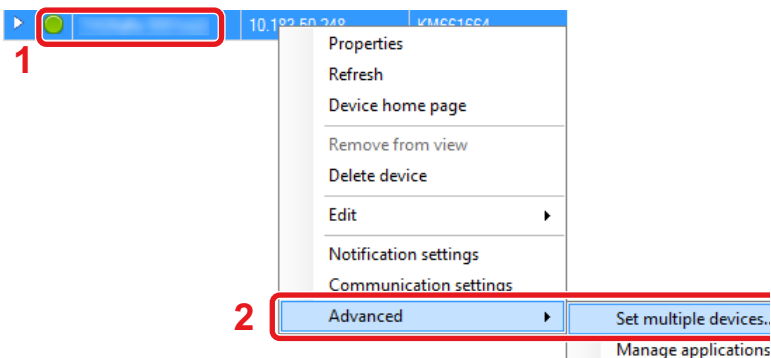 1
10.183.50.248 KM661664
Properties
Refresh
Device home page
Remove from view
Delete device
Edit
Notification settings
Communication settings
2
Advanced
Set multiple devices...
Manage applications